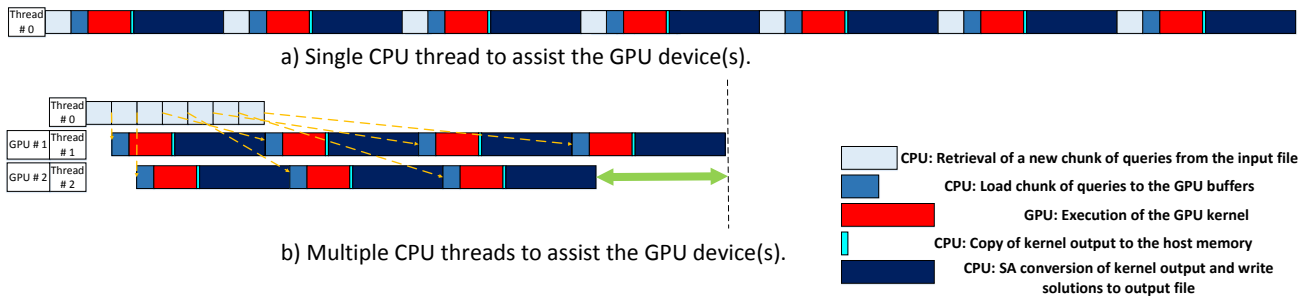 Thread
# 0
a) Single CPU thread to assist the GPU device(s).
Thread
# 0
GPU # 1
Thread
# 1
GPU # 2
Thread
# 2
b) Multiple CPU threads to assist the GPU device(s).
CPU: Retrieval of a new chunk of queries from the input file
CPU: Load chunk of queries to the GPU buffers
GPU: Execution of the GPU kernel
CPU: Copy of kernel output to the host memory
CPU: SA conversion of kernel output and write
solutions to output file